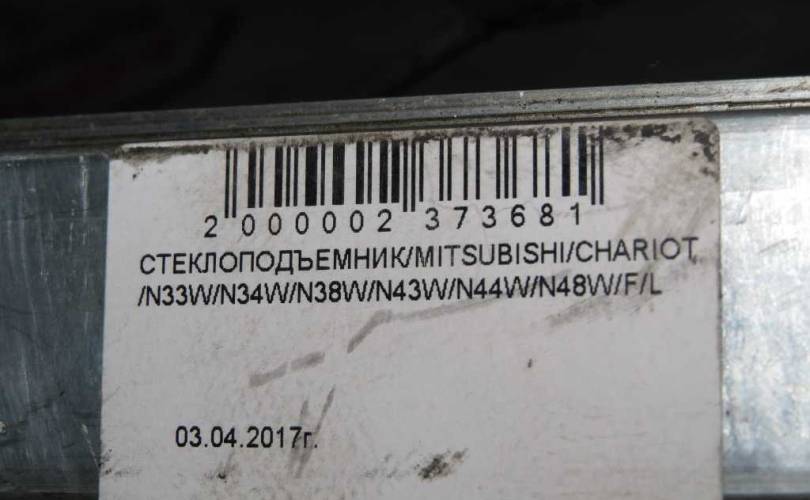 2 000002 373681
СТЕКЛОПОДЪЕМНИК/MITSUBISHI/CHARIOT
/N33W/N34W/N38W/N43W/N44W/N48W/F/L
03.04.2017г.